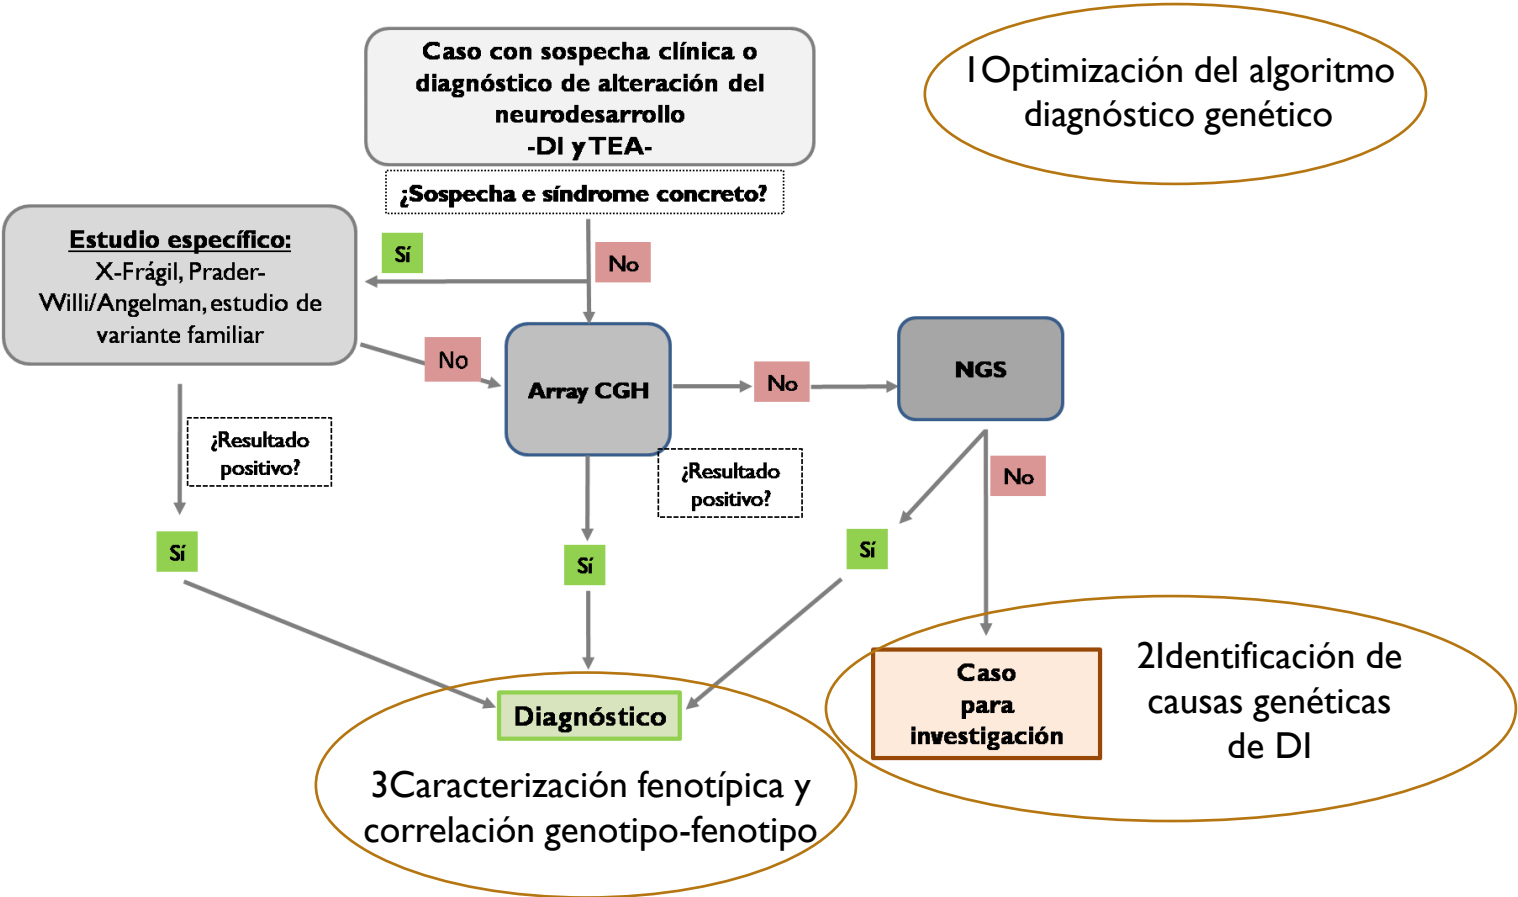 Caso con sospecha clínica o
diagnóstico de alteración del
neurodesarrollo
-DI y TEA-
1Optimización del algoritmo
diagnóstico genético
¿Sospecha e síndrome concreto?
Estudio específico:
X-Frágil, Prader-
Willi/Angelman, estudio de
variante familiar
Sí
No
No
Array CGH
No
NGS
¿Resultado
positivo?
¿Resultado
positivo?
No
Sí
Sí
Sí
Diagnóstico
Caso
para
investigación
2Identificación de
causas genéticas
de DI
3Caracterización fenotípica y
correlación genotipo-fenotipo